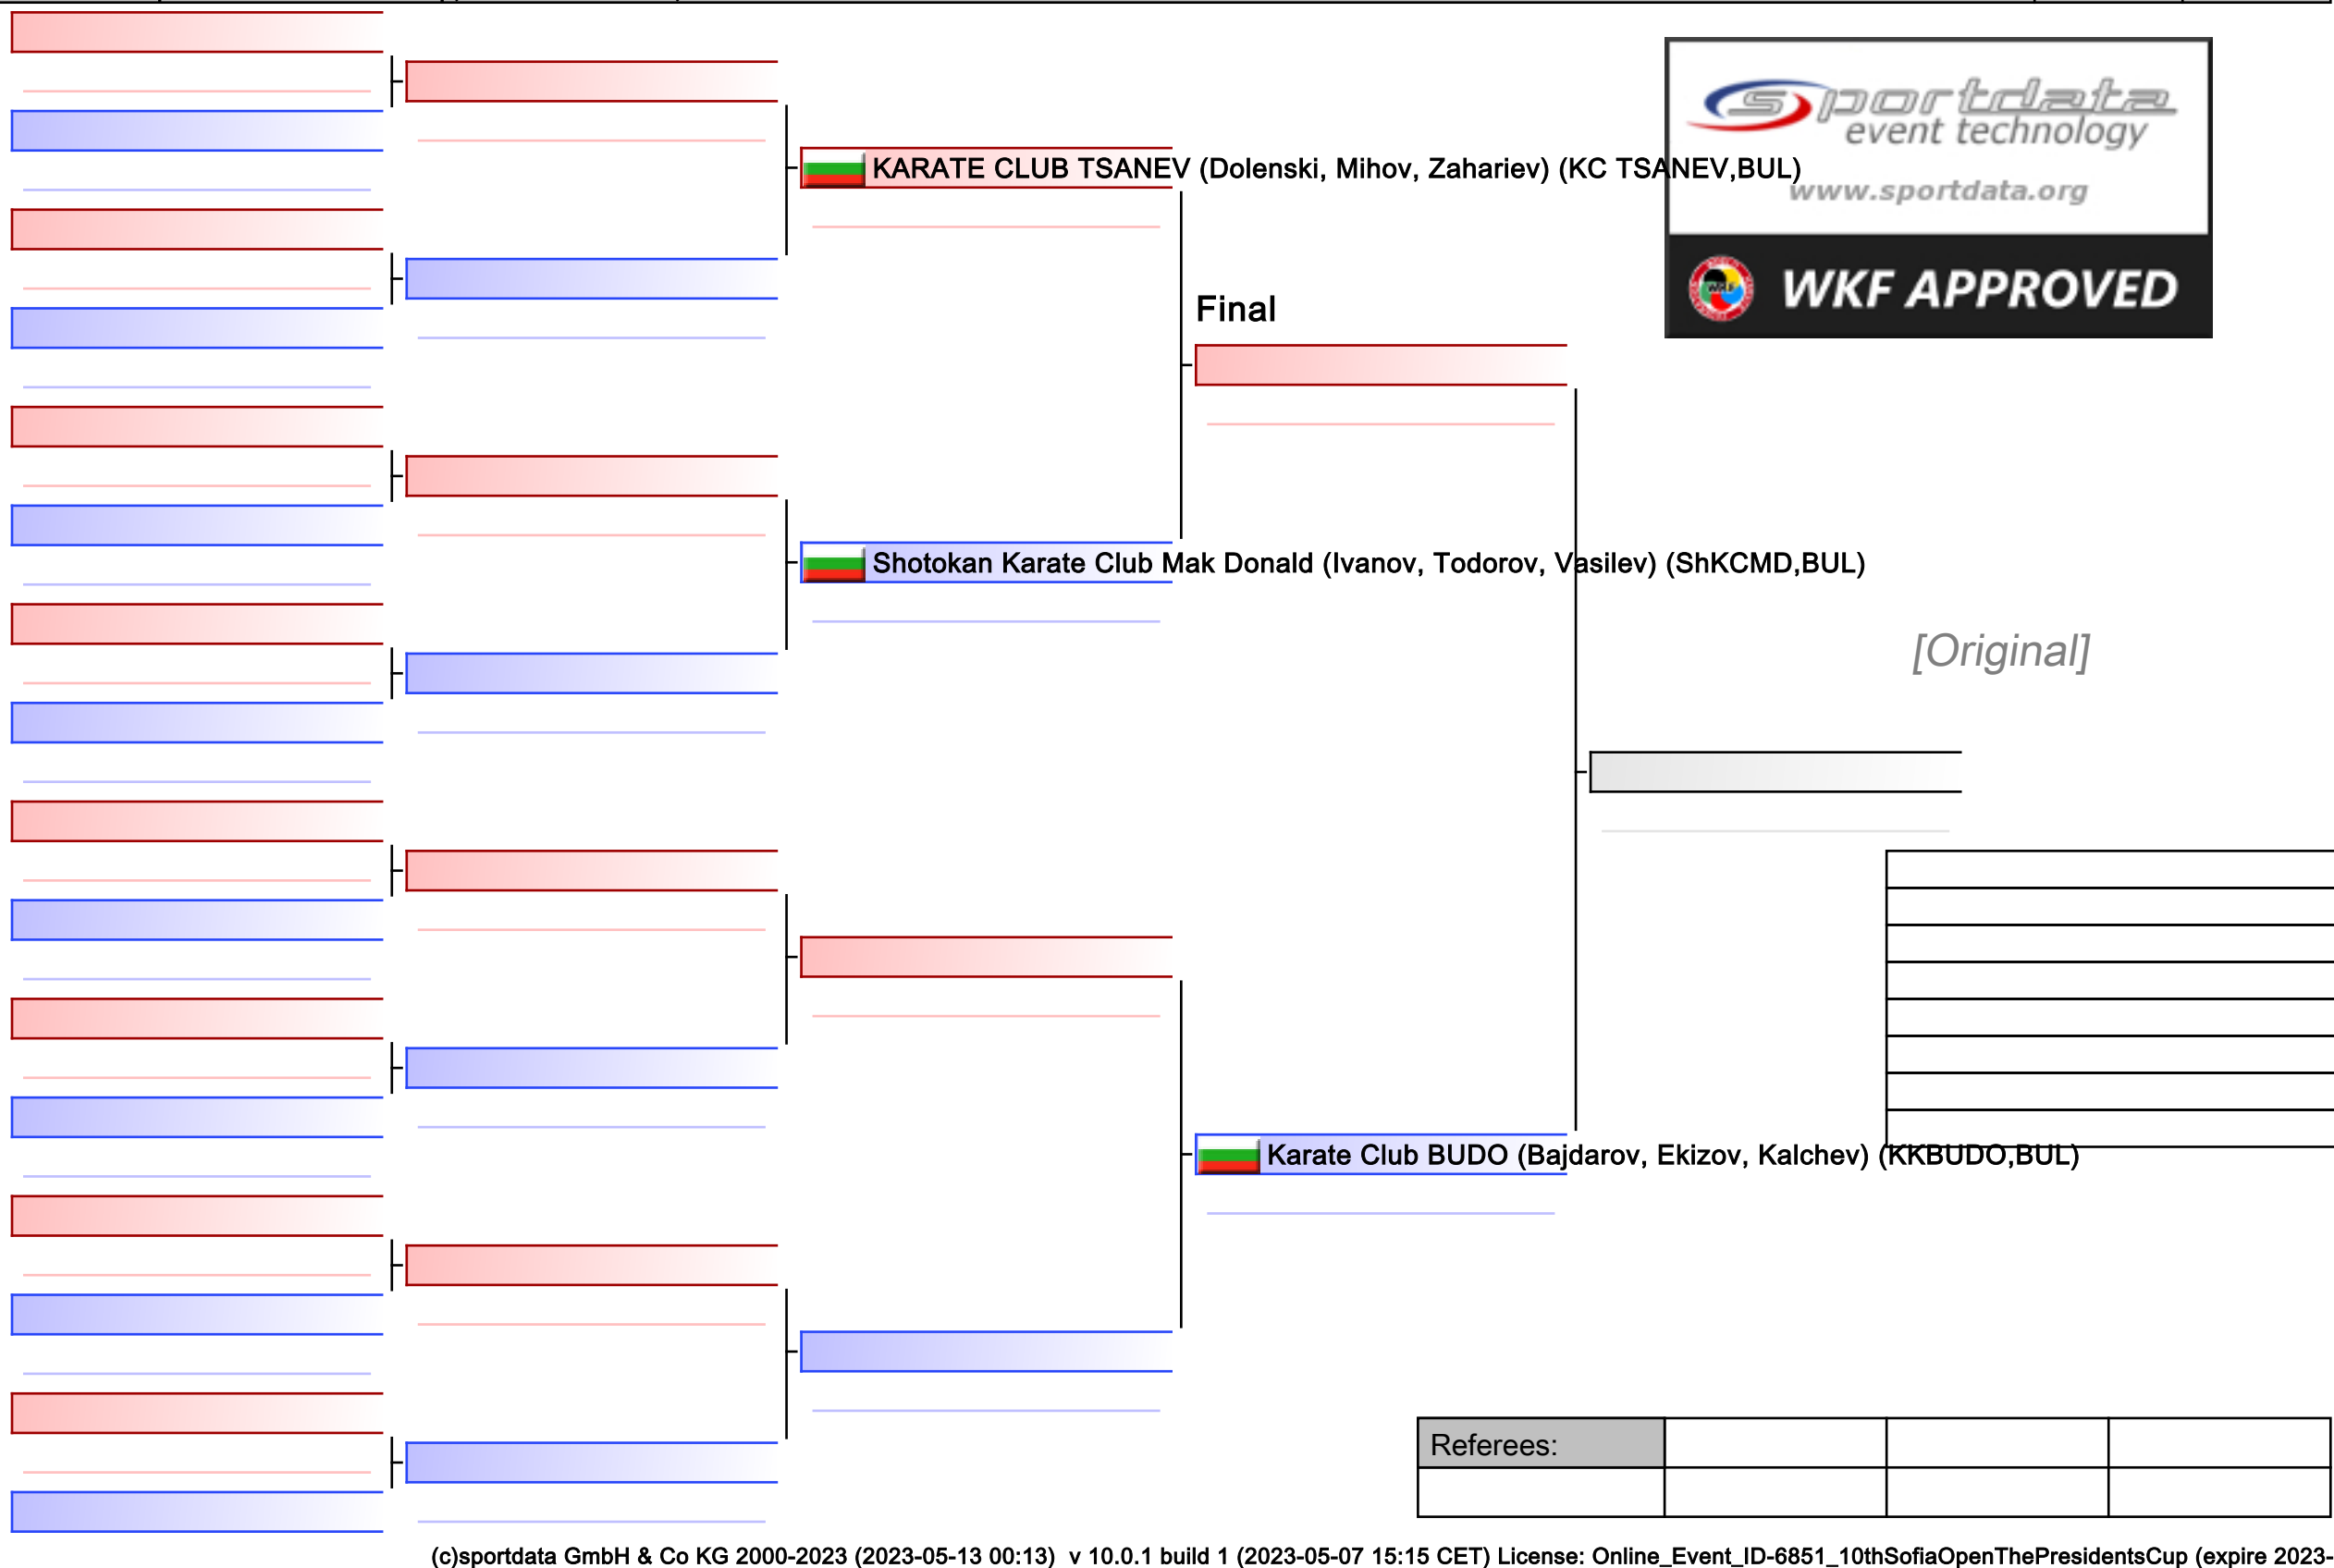 sportdata
event technology
KARATE CLUB TSANEV (Dolenski, Mihov, Zahariev) (KC TSANEV,BUL)
www.sportdata.org
WKF APPROVED
Final
Shotokan Karate Club Mak Donald (Ivanov, Todorov, Vasilev) (ShKCMD,BUL)
[Original]
Karate Club BUDO (Bajdarov, Ekizov, Kalchev) (KKBUDO,BUL)
Referees:
(c)sportdata GmbH & Co KG 2000-2023 (2023-05-13 00:13) v 10.0.1 build 1 (2023-05-07 15:15 CET) License: Online_Event_ID-6851_10thSofiaOpenThePresidentsCup (expire 2023-